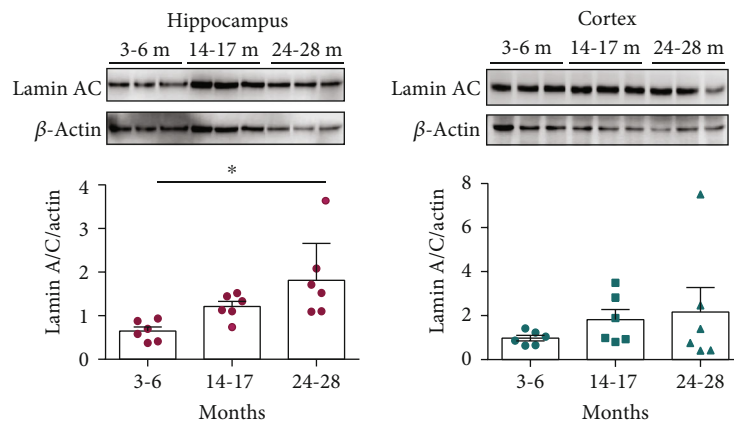 Hippocampus
3-6 m 14-17 m 24-28 m
Lamin AC
β-Actin
*
Lamin A/C/actin
4
3
2
1
0
3-6 14-17 24-28
Months
Cortex
3-6 m 14-17 m 24-28 m
Lamin AC
β-Actin
Lamin A/C/actin
8
6
4
2
0
3-6 14-17 24-28
Months